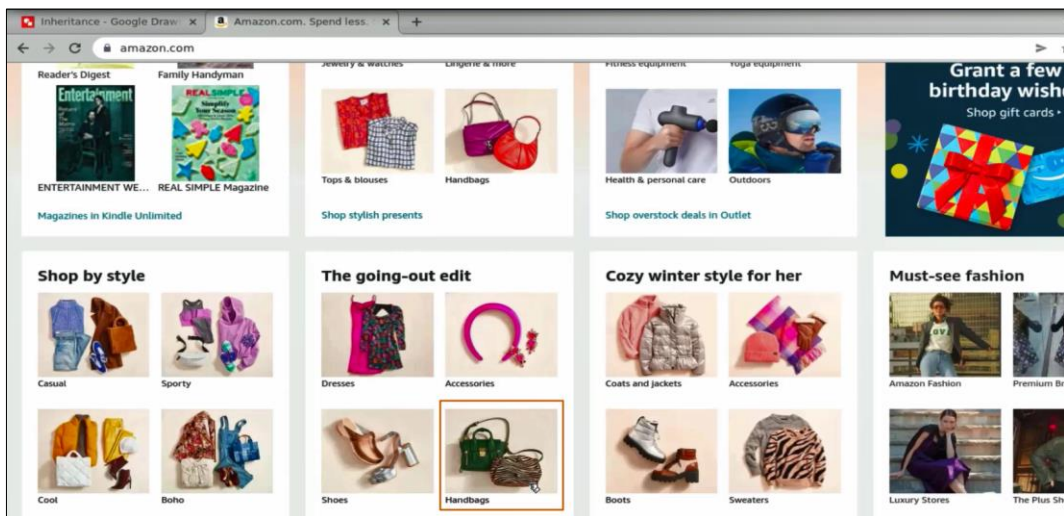 Inheritance - Google Draw
Amazon.com. Spend less.
amazon.com
Reader's Digest
Family Handyman
Entertainment
REAL SIMPLE
Simplify
Your Season
ENTERTAINMENT WE...
REAL SIMPLE Magazine
Magazines in Kindle Unlimited
Jewelry & Watches
Lingerie & more
Tops & blouses
Handbags
Shop stylish presents
Fitness equipment
Yoga equipment
Health & personal care
Outdoors
Shop overstock deals in Outlet
Grant a few
birthday wishe
Shop gift cards ▸
Shop by style
Casual
Sporty
Cool
Boho
The going-out edit
Dresses
Accessories
Shoes
Handbags
Cozy winter style for her
Coats and jackets
Accessories
Boots
Sweaters
Must-see fashion
Amazon Fashion
Premium Br
Luxury Stores
The Plus Sh